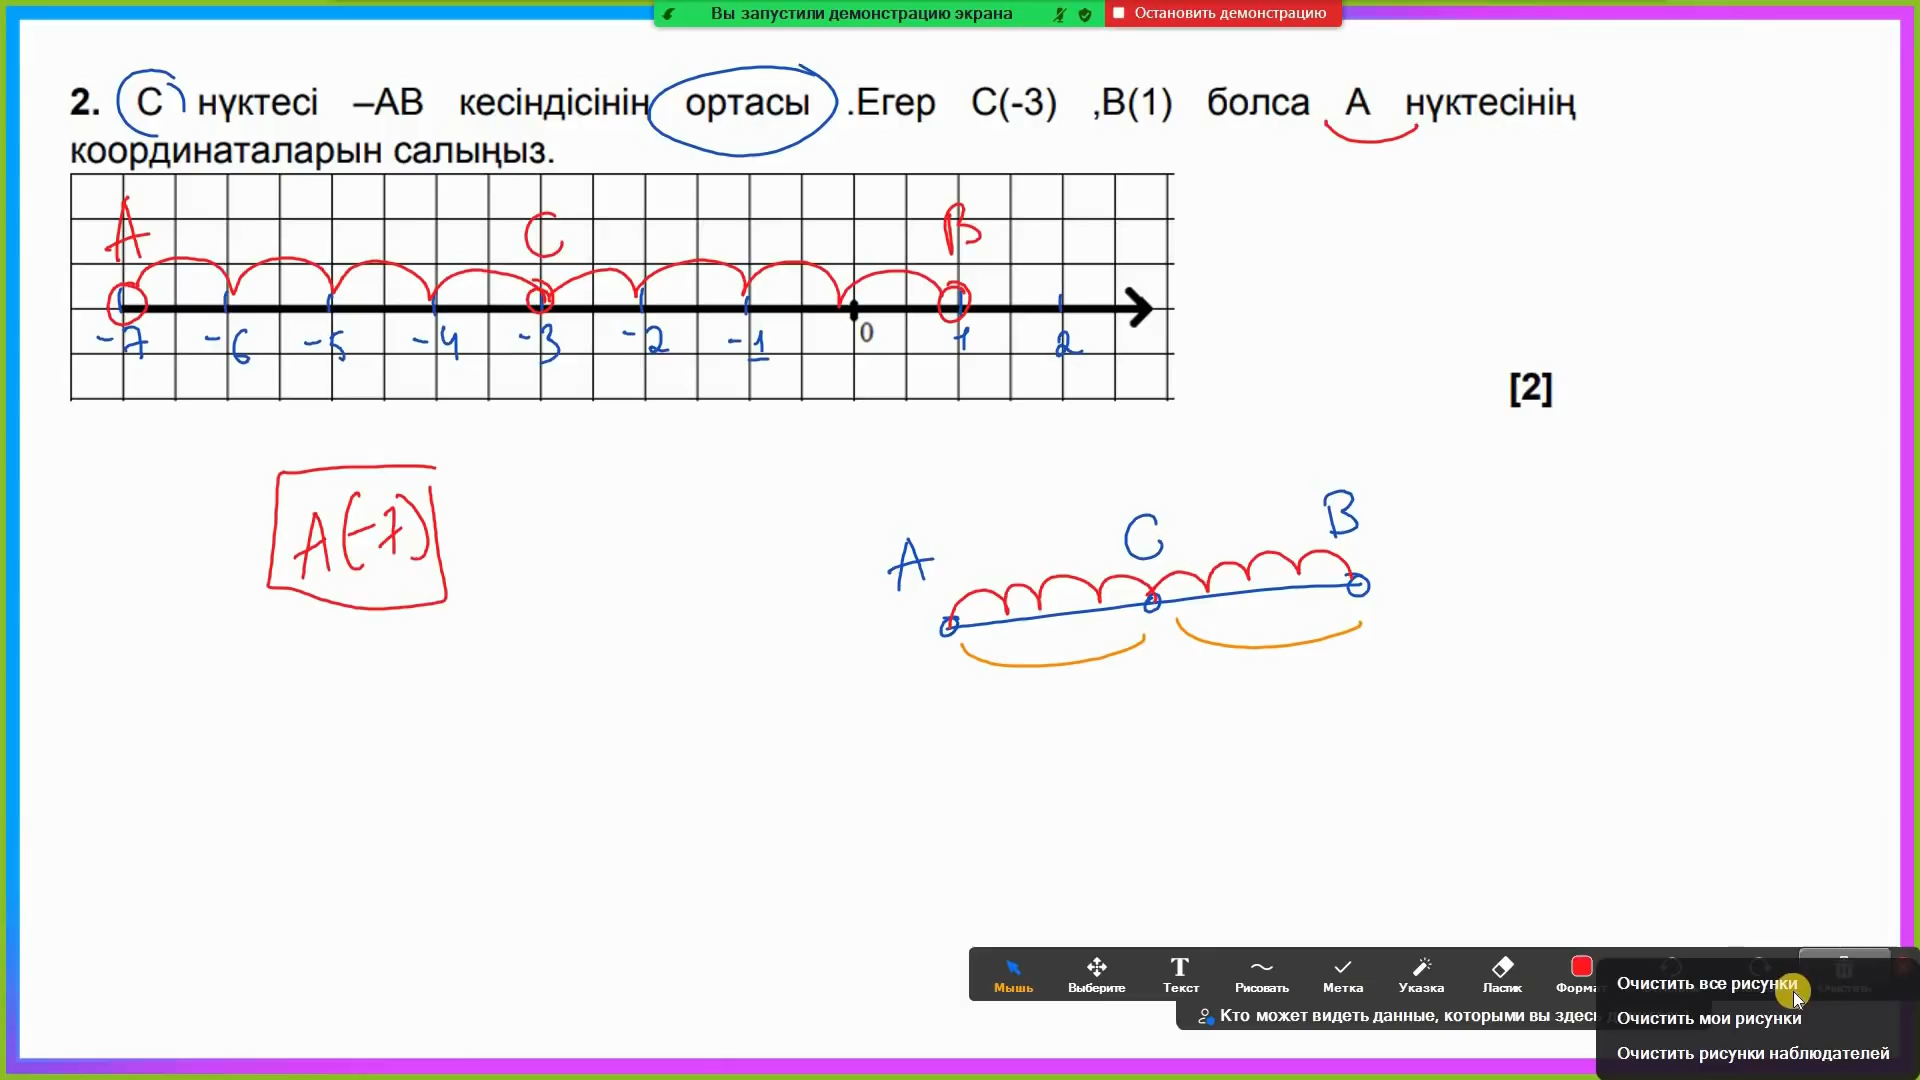 Вы запустили демонстрацию экрана
Остановить демонстрацию
2. С нүктесі –АВ кесіндісінің ортасы .Егер С(-3) ,В(1) болса А нүктесінің
координаталарын салыңыз.
A C B
0
-7 -6 -5 -4 -3 -2 -1 1 2
[2]
A(-7)
A C B
Мышь Выберите Текст Рисовать Метка Указка Ластик Формат
Кто может видеть данные, которыми вы здесь
Очистить все рисунки
Очистить мои рисунки
Очистить рисунки наблюдателей